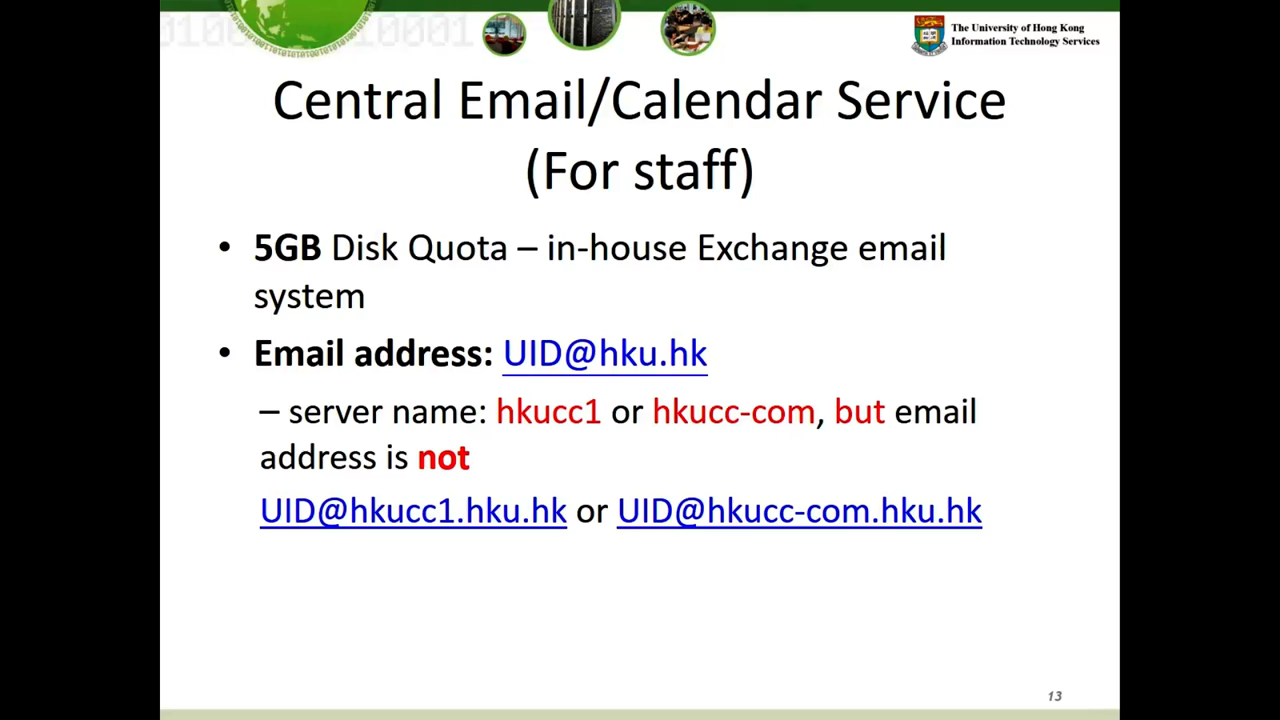 The University of Hong Kong
Information Technology Services
Central Email/Calendar Service
(For staff)
• 5GB Disk Quota – in-house Exchange email
system
• Email address: UID@hku.hk
– server name: hkucc1 or hkucc-com, but email
address is not
UID@hkucc1.hku.hk or UID@hkucc-com.hku.hk
13